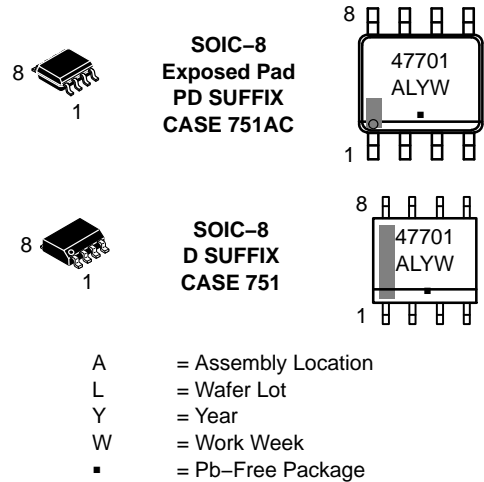 8
1
SOIC−8
Exposed Pad
PD SUFFIX
CASE 751AC
8
47701
ALYW
▪
1
8
1
SOIC−8
D SUFFIX
CASE 751
8
47701
ALYW
▪
1
A = Assembly Location
L = Wafer Lot
Y = Year
W = Work Week
▪ = Pb−Free Package